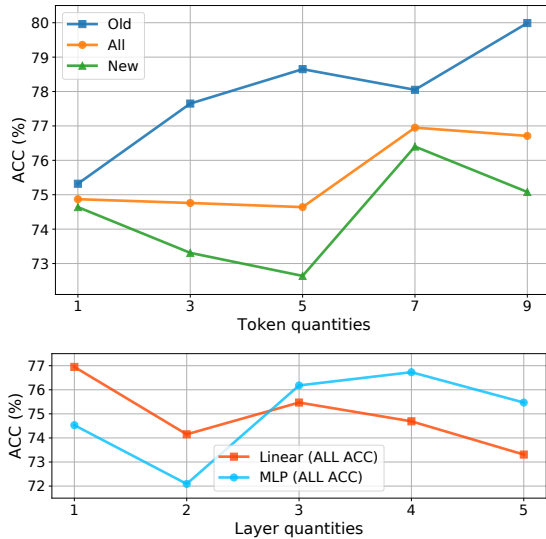 80
79
78
77
76
75
74
73
ACC (%)
Old
All
New
1 3 5 7 9
Token quantities
77
76
75
74
73
72
ACC (%)
Linear (ALL ACC)
MLP (ALL ACC)
1 2 3 4 5
Layer quantities